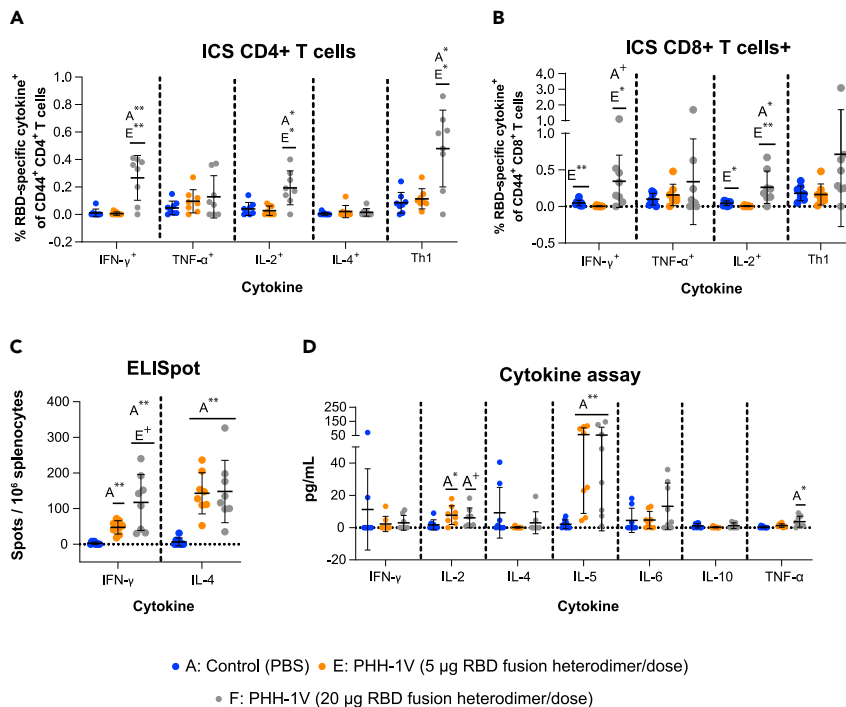 A
ICS CD4+ T cells
% RBD-specific cytokine⁺
of CD44⁺ CD4⁺ T cells
1.0
0.8
0.6
0.4
0.2
0.0
-0.2
A**
E**
A*
E*
A*
E*
IFN-γ⁺
TNF-α⁺
IL-2⁺
IL-4⁺
Th1
Cytokine
B
ICS CD8+ T cells+
% RBD-specific cytokine⁺
of CD44⁺ CD8⁺ T cells
4.0
3.0
2.0
1.0
0.5
0.0
-0.5
E**
A⁺
E*
E*
A*
E**
IFN-γ⁺
TNF-α⁺
IL-2⁺
Th1
Cytokine
C
ELISpot
Spots / 10⁶ splenocytes
400
300
200
100
0
A**
A**
E⁺
A**
IFN-γ
IL-4
Cytokine
D
Cytokine assay
pg/mL
250
150
50
60
40
20
0
-20
A*
A⁺
A**
A*
IFN-γ
IL-2
IL-4
IL-5
IL-6
IL-10
TNF-α
Cytokine
A: Control (PBS)
E: PHH-1V (5 µg RBD fusion heterodimer/dose)
F: PHH-1V (20 µg RBD fusion heterodimer/dose)